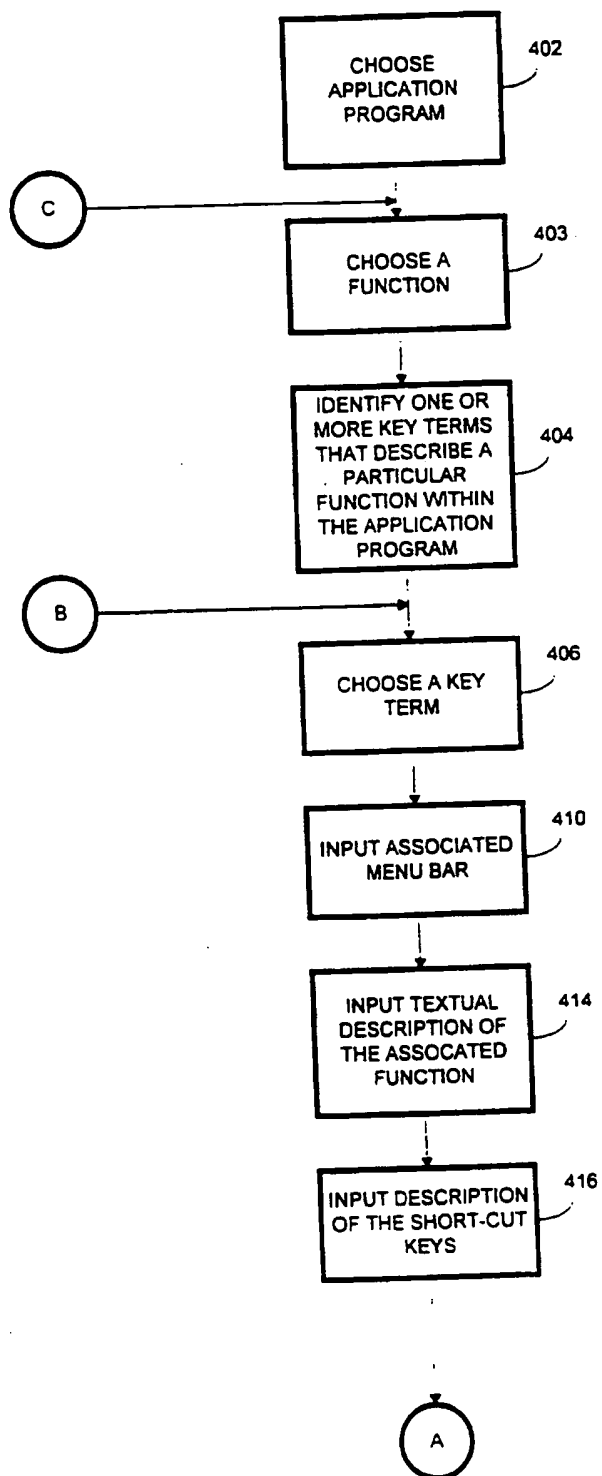 CHOOSE
APPLICATION
PROGRAM
402
C
CHOOSE A
FUNCTION
403
IDENTIFY ONE OR
MORE KEY TERMS
THAT DESCRIBE A
PARTICULAR
FUNCTION WITHIN
THE APPLICATION
PROGRAM
404
B
CHOOSE A KEY
TERM
406
INPUT ASSOCIATED
MENU BAR
410
INPUT TEXTUAL
DESCRIPTION OF
THE ASSOCATED
FUNCTION
414
INPUT DESCRIPTION
OF THE SHORT-CUT
KEYS
416
A